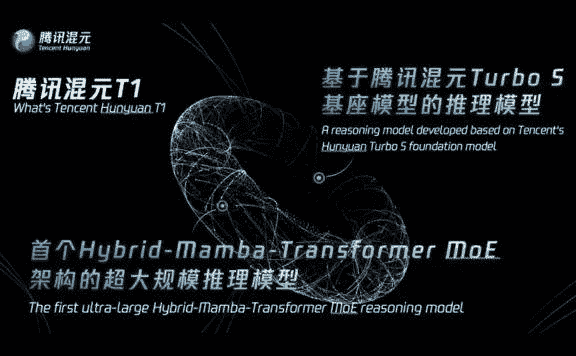 腾讯混元
Tencent Hunyuan
腾讯混元T1
What's Tencent Hunyuan T1
基于腾讯混元Turbo S
基座模型的推理模型
A reasoning model developed based on Tencent's
Hunyuan Turbo S foundation model
首个Hybrid-Mamba-Transformer MoE
架构的超大规模推理模型
The first ultra-large Hybrid-Mamba-Transformer MoE reasoning model